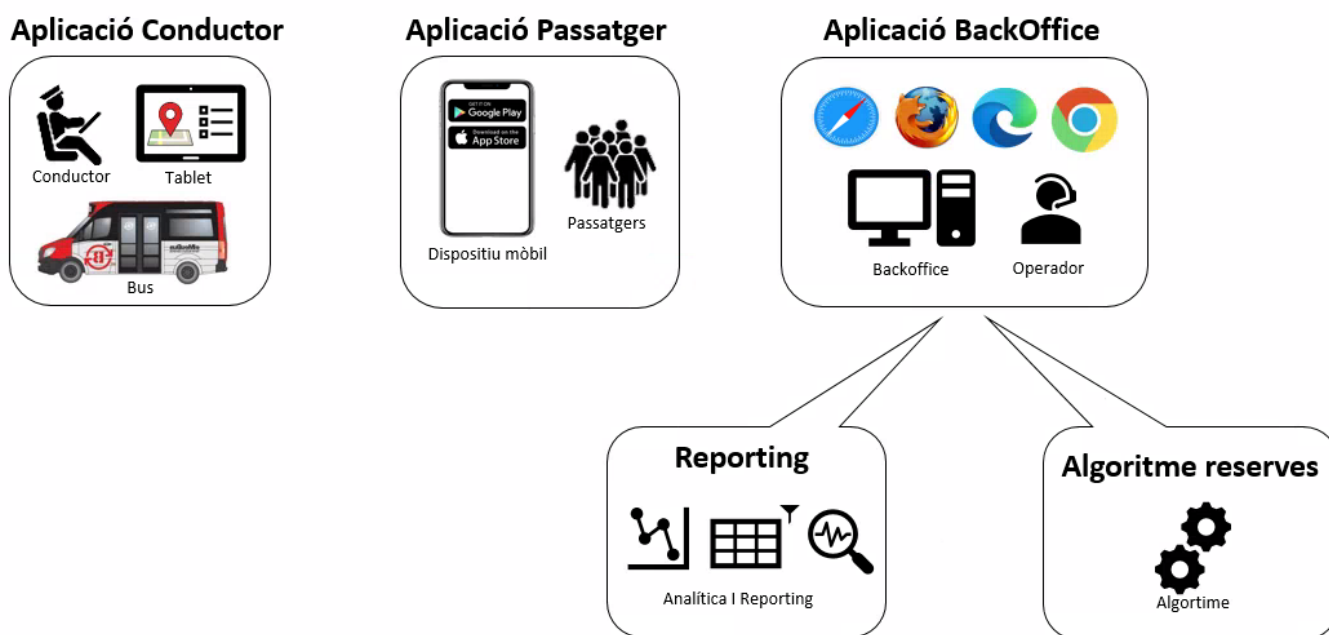 Aplicació Conductor
Aplicació Passatger
Aplicació BackOffice
Conductor
Tablet
Bus
GET IT ON
Google Play
Download on the
App Store
Dispositiu mòbil
Passatgers
Backoffice
Operador
Reporting
Analítica I Reporting
Algoritme reserves
Algortime